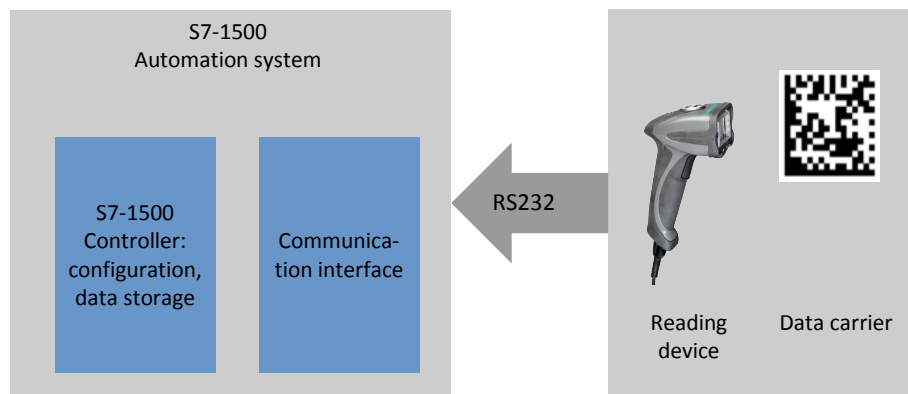 S7-1500
Automation system
S7-1500
Controller:
configuration,
data storage
Communica-
tion interface
RS232
Reading
device
Data carrier